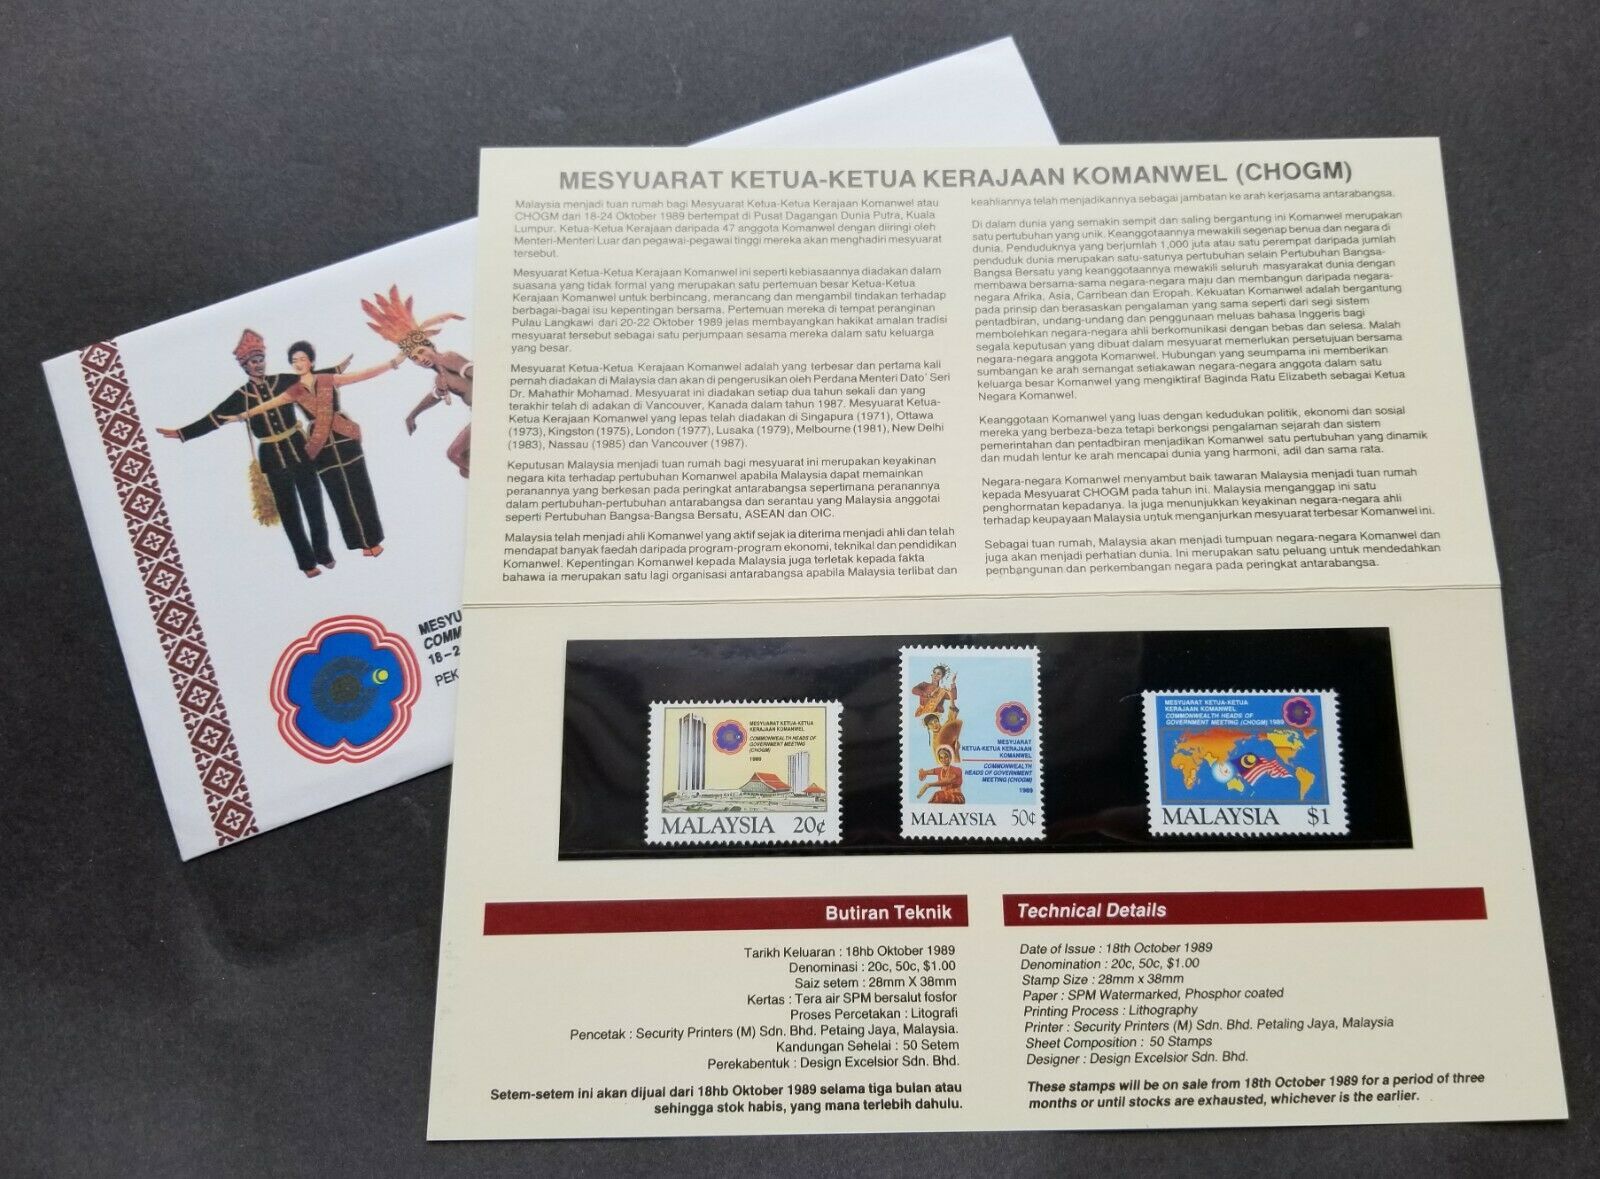 MESYUARAT KETUA-KETUA KERAJAAN KOMANWEL (CHOGM)
Malaysia menjadi tuan rumah bagi Mesyuarat Ketua-Ketua Kerajaan Komanwel atau
CHOGM dari 18-24 Oktober 1989 bertempat di Pusat Dagangan Dunia Putra, Kuala
Lumpur. Ketua-Ketua Kerajaan daripada 47 anggota Komanwel dengan diiringi oleh
Menteri-Menteri Luar dan pegawai-pegawai tinggi mereka akan menghadiri mesyuarat
tersebut.
Mesyuarat Ketua-Ketua Kerajaan Komanwel ini seperti kebiasaannya diadakan dalam
suasana yang tidak formal yang merupakan satu pertemuan besar Ketua-Ketua
Kerajaan Komanwel untuk berbincang, merancang dan mengambil tindakan terhadap
berbagai-bagai isu kepentingan bersama. Pertemuan mereka di tempat peranginan
Pulau Langkawi dari 20-22 Oktober 1989 jelas membayangkan hakikat amalan tradisi
mesyuarat tersebut sebagai satu perjumpaan sesama mereka dalam satu keluarga
yang besar.
Mesyuarat Ketua-Ketua Kerajaan Komanwel adalah yang terbesar dan pertama kali
pernah diadakan di Malaysia dan akan di pengerusikan oleh Perdana Menteri Dato' Seri
Dr. Mahathir Mohamad. Mesyuarat ini diadakan setiap dua tahun sekali dan yang
terakhir telah di adakan di Vancouver, Kanada dalam tahun 1987. Mesyuarat Ketua-
Ketua Kerajaan Komanwel yang lepas telah diadakan di Singapura (1971), Ottawa
(1973), Kingston (1975), London (1977), Lusaka (1979), Melbourne (1981), New Delhi
(1983), Nassau (1985) dan Vancouver (1987).
Keputusan Malaysia menjadi tuan rumah bagi mesyuarat ini merupakan keyakinan
negara kita terhadap pertubuhan Komanwel apabila Malaysia dapat memainkan
peranannya yang berkesan pada peringkat antarabangsa sepertimana peranannya
dalam pertubuhan-pertubuhan antarabangsa dan serantau yang Malaysia anggotai
seperti Pertubuhan Bangsa-Bangsa Bersatu, ASEAN dan OIC.
Malaysia telah menjadi ahli Komanwel yang aktif sejak ia diterima menjadi ahli dan telah
mendapat banyak faedah daripada program-program ekonomi, teknikal dan pendidikan
Komanwel. Kepentingan Komanwel kepada Malaysia juga terletak kepada fakta
bahawa ia merupakan satu lagi organisasi antarabangsa apabila Malaysia terlibat dan
keahliannya telah menjadikannya sebagai jambatan ke arah kerjasama antarabangsa.
Di dalam dunia yang semakin sempit dan saling bergantung ini Komanwel merupakan
satu pertubuhan yang unik. Keanggotaannya mewakili segenap benua dan negara di
dunia. Penduduknya yang berjumlah 1,000 juta atau satu perempat daripada jumlah
penduduk dunia merupakan satu-satunya pertubuhan selain Pertubuhan Bangsa-
Bangsa Bersatu yang keanggotaannya mewakili seluruh masyarakat dunia dengan
membawa bersama-sama negara-negara maju dan membangun daripada negara-
negara Afrika, Asia, Carribean dan Eropah. Kekuatan Komanwel adalah bergantung
pada prinsip dan berasaskan pengalaman yang sama seperti dari segi sistem
pentadbiran, undang-undang dan penggunaan meluas bahasa Inggeris bagi
membolehkan negara-negara ahli berkomunikasi dengan bebas dan selesa. Malah
segala keputusan yang dibuat dalam mesyuarat memerlukan persetujuan bersama
negara-negara anggota Komanwel. Hubungan yang seumpama ini memberikan
sumbangan ke arah semangat setiakawan negara-negara anggota dalam satu
keluarga besar Komanwel yang mengiktiraf Baginda Ratu Elizabeth sebagai Ketua
Negara Komanwel.
Keanggotaan Komanwel yang luas dengan kedudukan politik, ekonomi dan sosial
mereka yang berbeza-beza tetapi berkongsi pengalaman sejarah dan sistem
pemerintahan dan pentadbiran menjadikan Komanwel satu pertubuhan yang dynamik
dan mudah lentur ke arah mencapai dunia yang harmoni, adil dan sama rata.
Negara-negara Komanwel menyambut baik tawaran Malaysia menjadi tuan rumah
kepada Mesyuarat CHOGM pada tahun ini. Malaysia menganggap ini satu
penghormatan kepadanya. Ia juga menunjukkan keyakinan negara-negara ahli
terhadap keupayaan Malaysia untuk menganjurkan mesyuarat terbesar Komanwel ini.
Sebagai tuan rumah, Malaysia akan menjadi tumpuan negara-negara Komanwel dan
juga akan menjadi perhatian dunia. Ini merupakan satu peluang untuk mendedahkan
pembangunan dan perkembangan negara pada peringkat antarabangsa.
MESYU
COMM
18-2
PEK
MESYUARAT KETUA-KETUA
KERAJAAN KOMANWEL
COMMONWEALTH HEADS OF
GOVERNMENT MEETING
(CHOGM)
1989
MALAYSIA 20¢
MESYUARAT
KETUA-KETUA KERAJAAN
KOMANWEL
COMMONWEALTH
HEADS OF GOVERNMENT
MEETING (CHOGM)
1989
MALAYSIA 50¢
MESYUARAT KETUA-KETUA
KERAJAAN KOMANWEL
COMMONWEALTH HEADS OF
GOVERNMENT MEETING (CHOGM) 1989
MALAYSIA $1
Butiran Teknik
Tarikh Keluaran : 18hb Oktober 1989
Denominasi : 20c, 50c, $1.00
Saiz setem : 28mm X 38mm
Kertas : Tera air SPM bersalut fosfor
Proses Percetakan : Litografi
Pencetak : Security Printers (M) Sdn. Bhd. Petaing Jaya, Malaysia.
Kandungan Sehelai : 50 Setem
Perekabentuk : Design Excelsior Sdn. Bhd.
Setem-setem ini akan dijual dari 18hb Oktober 1989 selama tiga bulan atau
sehingga stok habis, yang mana terlebih dahulu.
Technical Details
Date of Issue : 18th October 1989
Denomination : 20c, 50c, $1.00
Stamp Size : 28mm x 38mm
Paper : SPM Watermarked, Phosphor coated
Printing Process : Lithography
Printer : Security Printers (M) Sdn. Bhd. Petaling Jaya, Malaysia
Sheet Composition : 50 Stamps
Designer : Design Excelsior Sdn. Bhd.
These stamps will be on sale from 18th October 1989 for a period of three
months or until stocks are exhausted, whichever is the earlier.